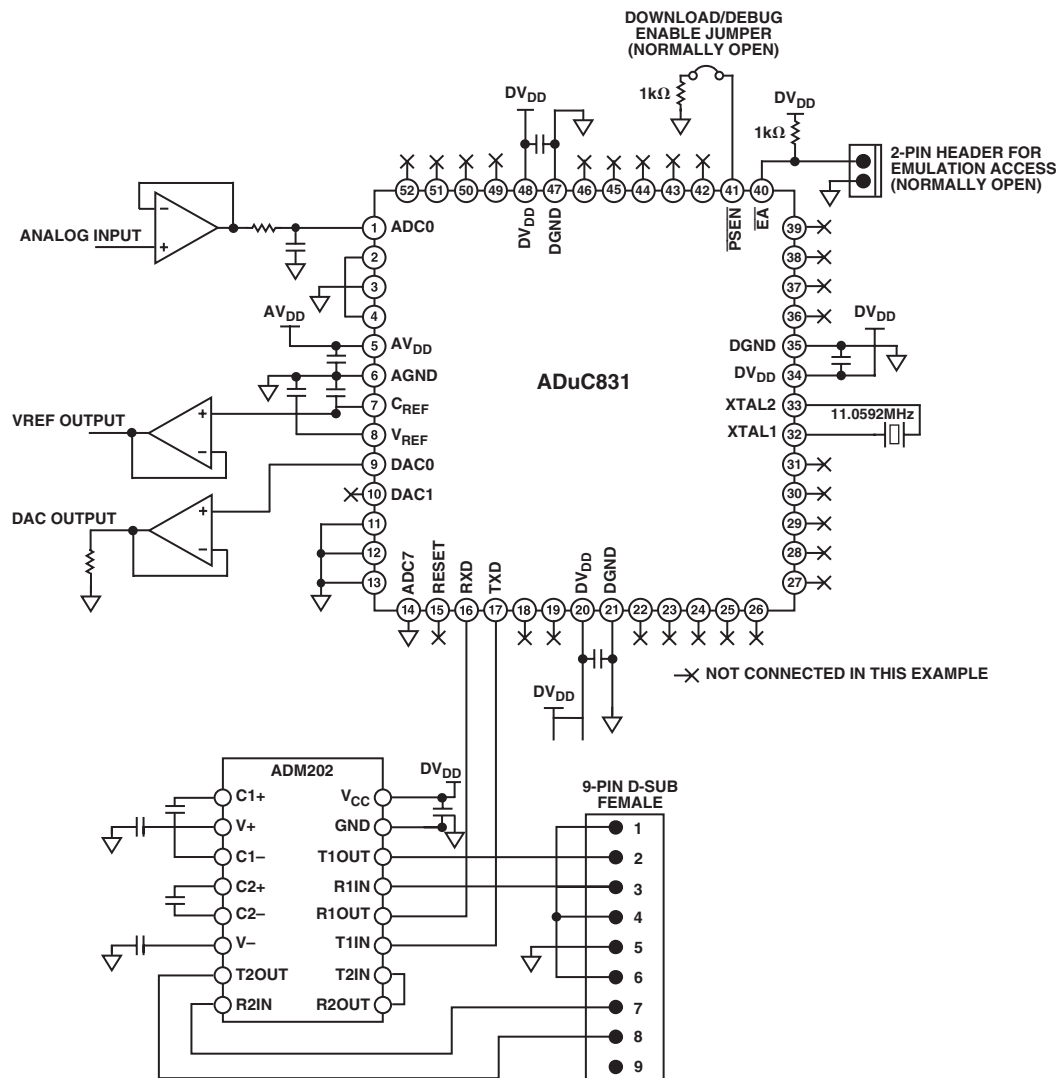 DOWNLOAD/DEBUG
ENABLE JUMPER
(NORMALLY OPEN)
1kΩ
DVDD
DVDD
1kΩ
2-PIN HEADER FOR
EMULATION ACCESS
(NORMALLY OPEN)
52 51 50 49 48 47 46 45 44 43 42 41 40
DVDD
DGND
PSEN
EA
ANALOG INPUT
1 ADC0
2
3
4
AVDD
5 AVDD
6 AGND
7 CREF
VREF OUTPUT
8 VREF
9 DAC0
10 DAC1
DAC OUTPUT
11
12
13
ADuC831
39
38
37
36
DVDD
DGND 35
DVDD 34
XTAL2 33
11.0592MHz
XTAL1 32
31
30
29
28
27
ADC7
RESET
RXD
TXD
DVDD
DGND
14 15 16 17 18 19 20 21 22 23 24 25 26
NOT CONNECTED IN THIS EXAMPLE
DVDD
ADM202
DVDD
C1+
V+
C1–
C2+
C2–
V–
T2OUT
R2IN
VCC
GND
T1OUT
R1IN
R1OUT
T1IN
T2IN
R2OUT
9-PIN D-SUB
FEMALE
1
2
3
4
5
6
7
8
9